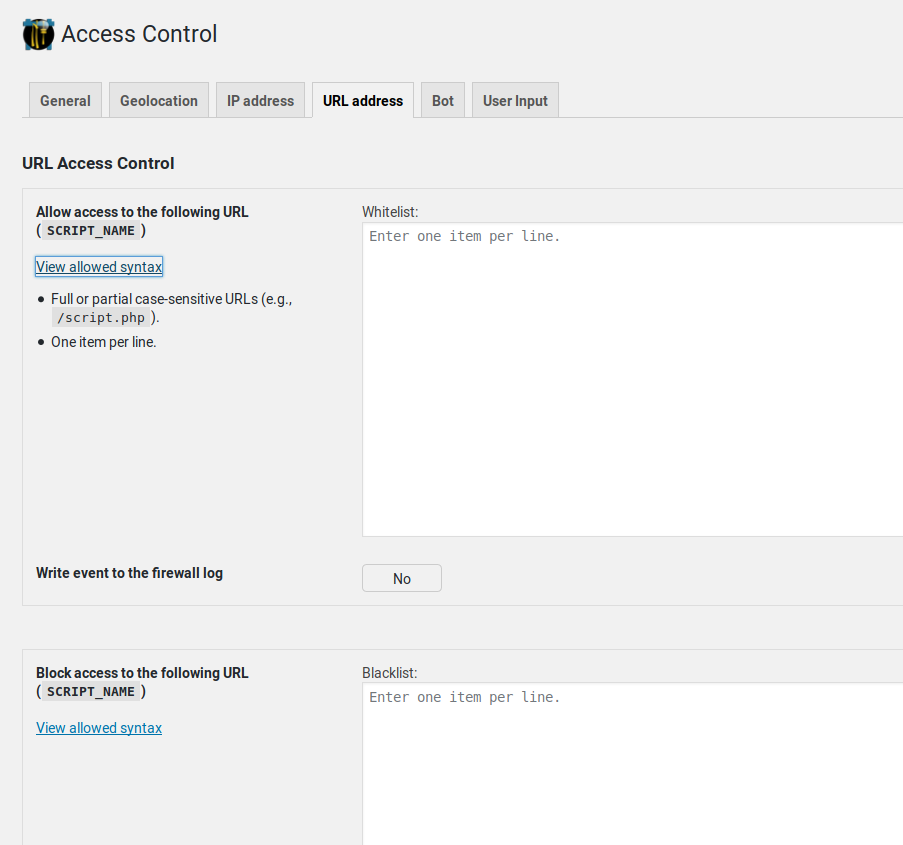 Access Control
General Geolocation IP address URL address Bot User Input
URL Access Control
Allow access to the following URL
( SCRIPT_NAME )
View allowed syntax
Full or partial case-sensitive URLs (e.g.,
/script.php ).
One item per line.
Whitelist:
Enter one item per line.
Write event to the firewall log
No
Block access to the following URL
( SCRIPT_NAME )
View allowed syntax
Blacklist:
Enter one item per line.